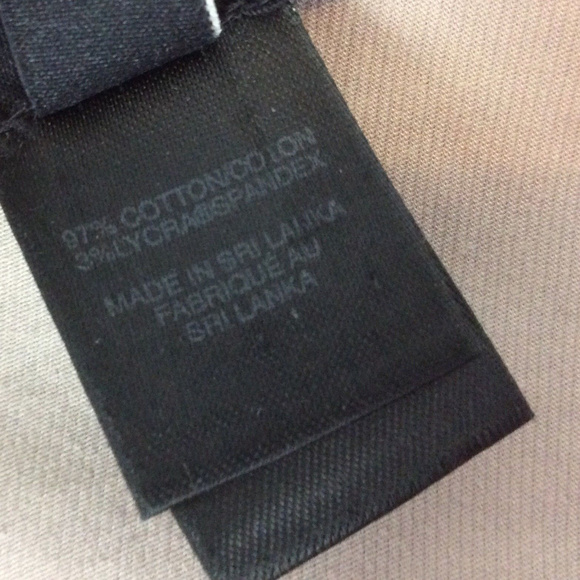 97% COTTON/COTON
3% LYCRA®SPANDEX
MADE IN SRI LANKA
FABRIQUÉ AU
SRI LANKA